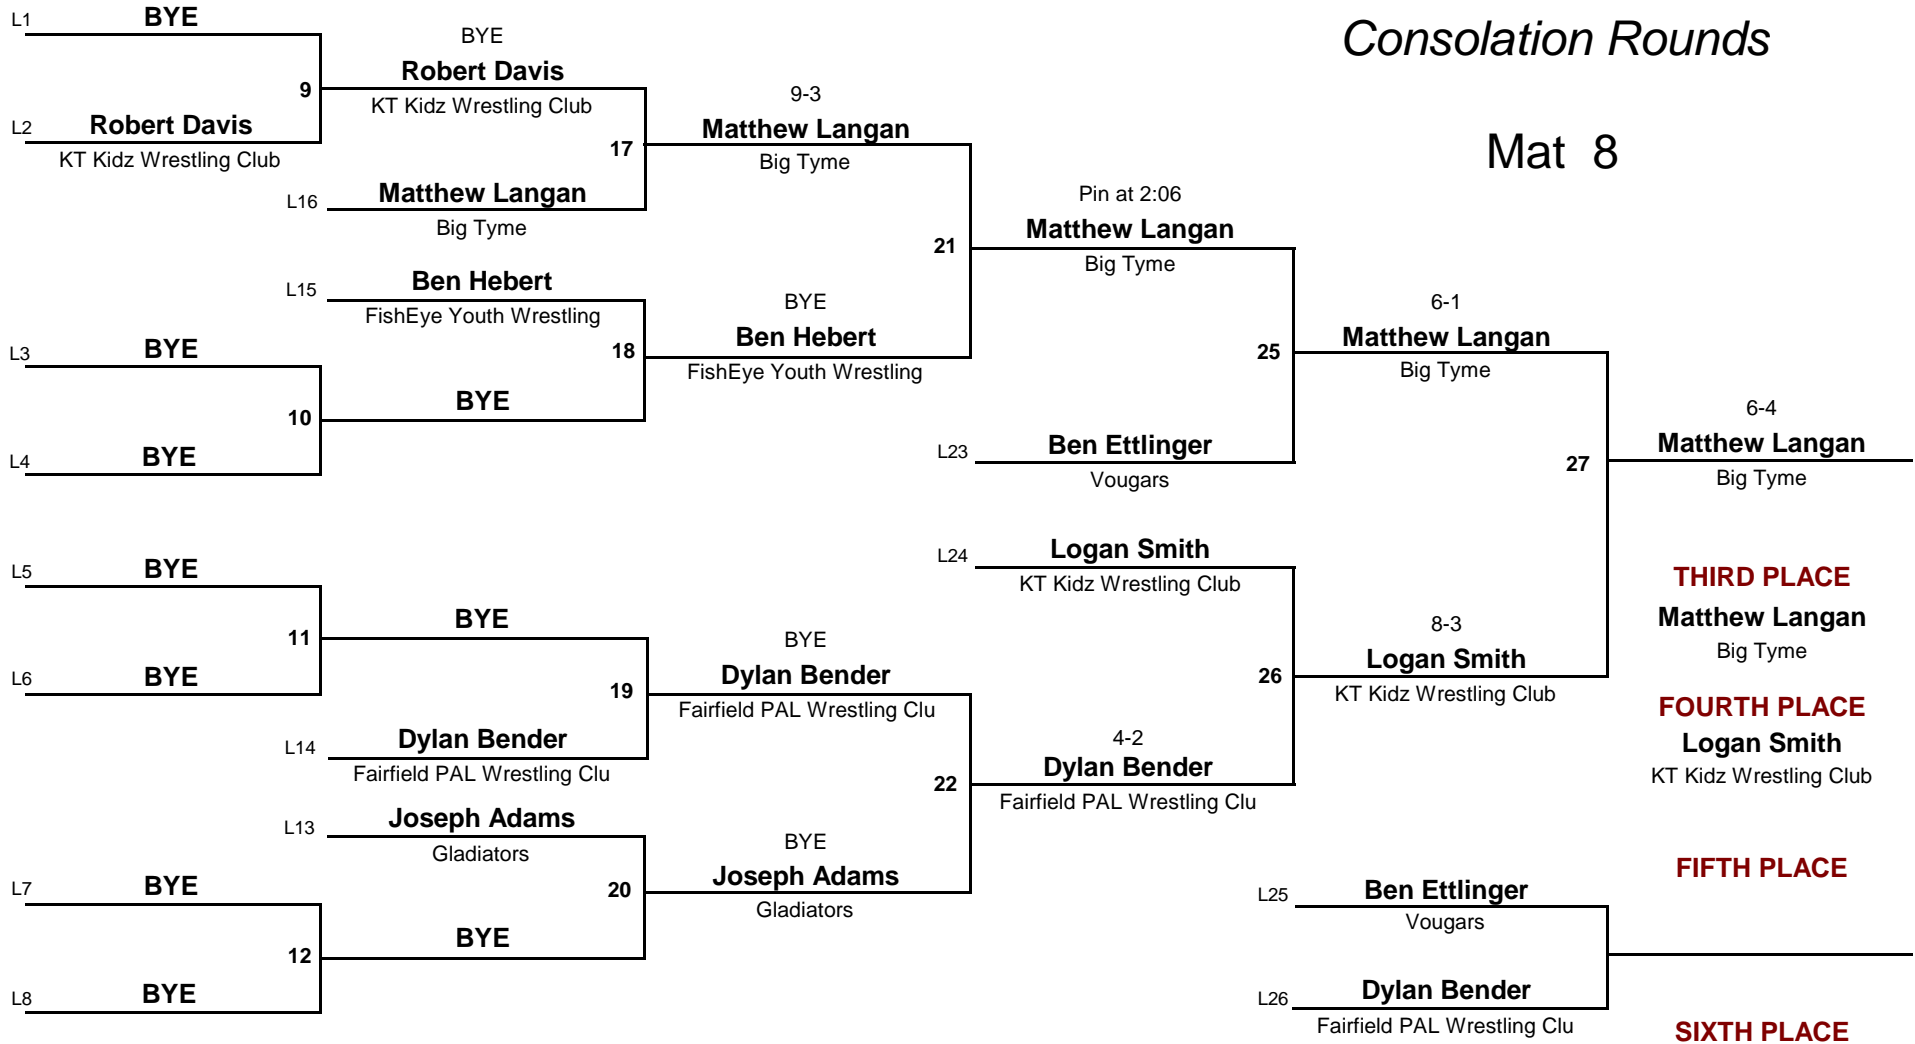 Consolation Rounds
Mat 8
L1 BYE
9
L2 Robert Davis
KT Kidz Wrestling Club
BYE
Robert Davis
KT Kidz Wrestling Club
17
L16 Matthew Langan
Big Tyme
9-3
Matthew Langan
Big Tyme
L15 Ben Hebert
FishEye Youth Wrestling
18
L3 BYE
10
L4 BYE
BYE
BYE
Ben Hebert
FishEye Youth Wrestling
21
Pin at 2:06
Matthew Langan
Big Tyme
25
L23 Ben Ettlinger
Vougars
6-1
Matthew Langan
Big Tyme
27
6-4
Matthew Langan
Big Tyme
L5 BYE
11
L6 BYE
BYE
19
L14 Dylan Bender
Fairfield PAL Wrestling Clu
BYE
Dylan Bender
Fairfield PAL Wrestling Clu
L13 Joseph Adams
Gladiators
20
L7 BYE
12
L8 BYE
BYE
BYE
Joseph Adams
Gladiators
22
4-2
Dylan Bender
Fairfield PAL Wrestling Clu
L24 Logan Smith
KT Kidz Wrestling Club
26
8-3
Logan Smith
KT Kidz Wrestling Club
THIRD PLACE
Matthew Langan
Big Tyme
FOURTH PLACE
Logan Smith
KT Kidz Wrestling Club
L25 Ben Ettlinger
Vougars
L26 Dylan Bender
Fairfield PAL Wrestling Clu
FIFTH PLACE
SIXTH PLACE